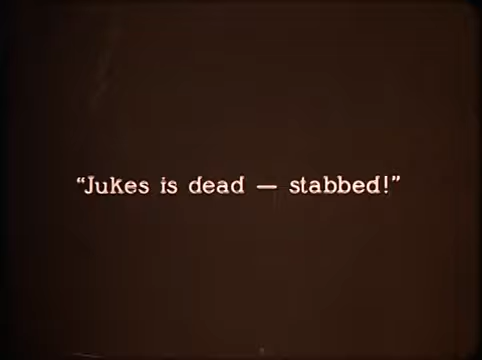 “Jukes is dead — stabbed!”